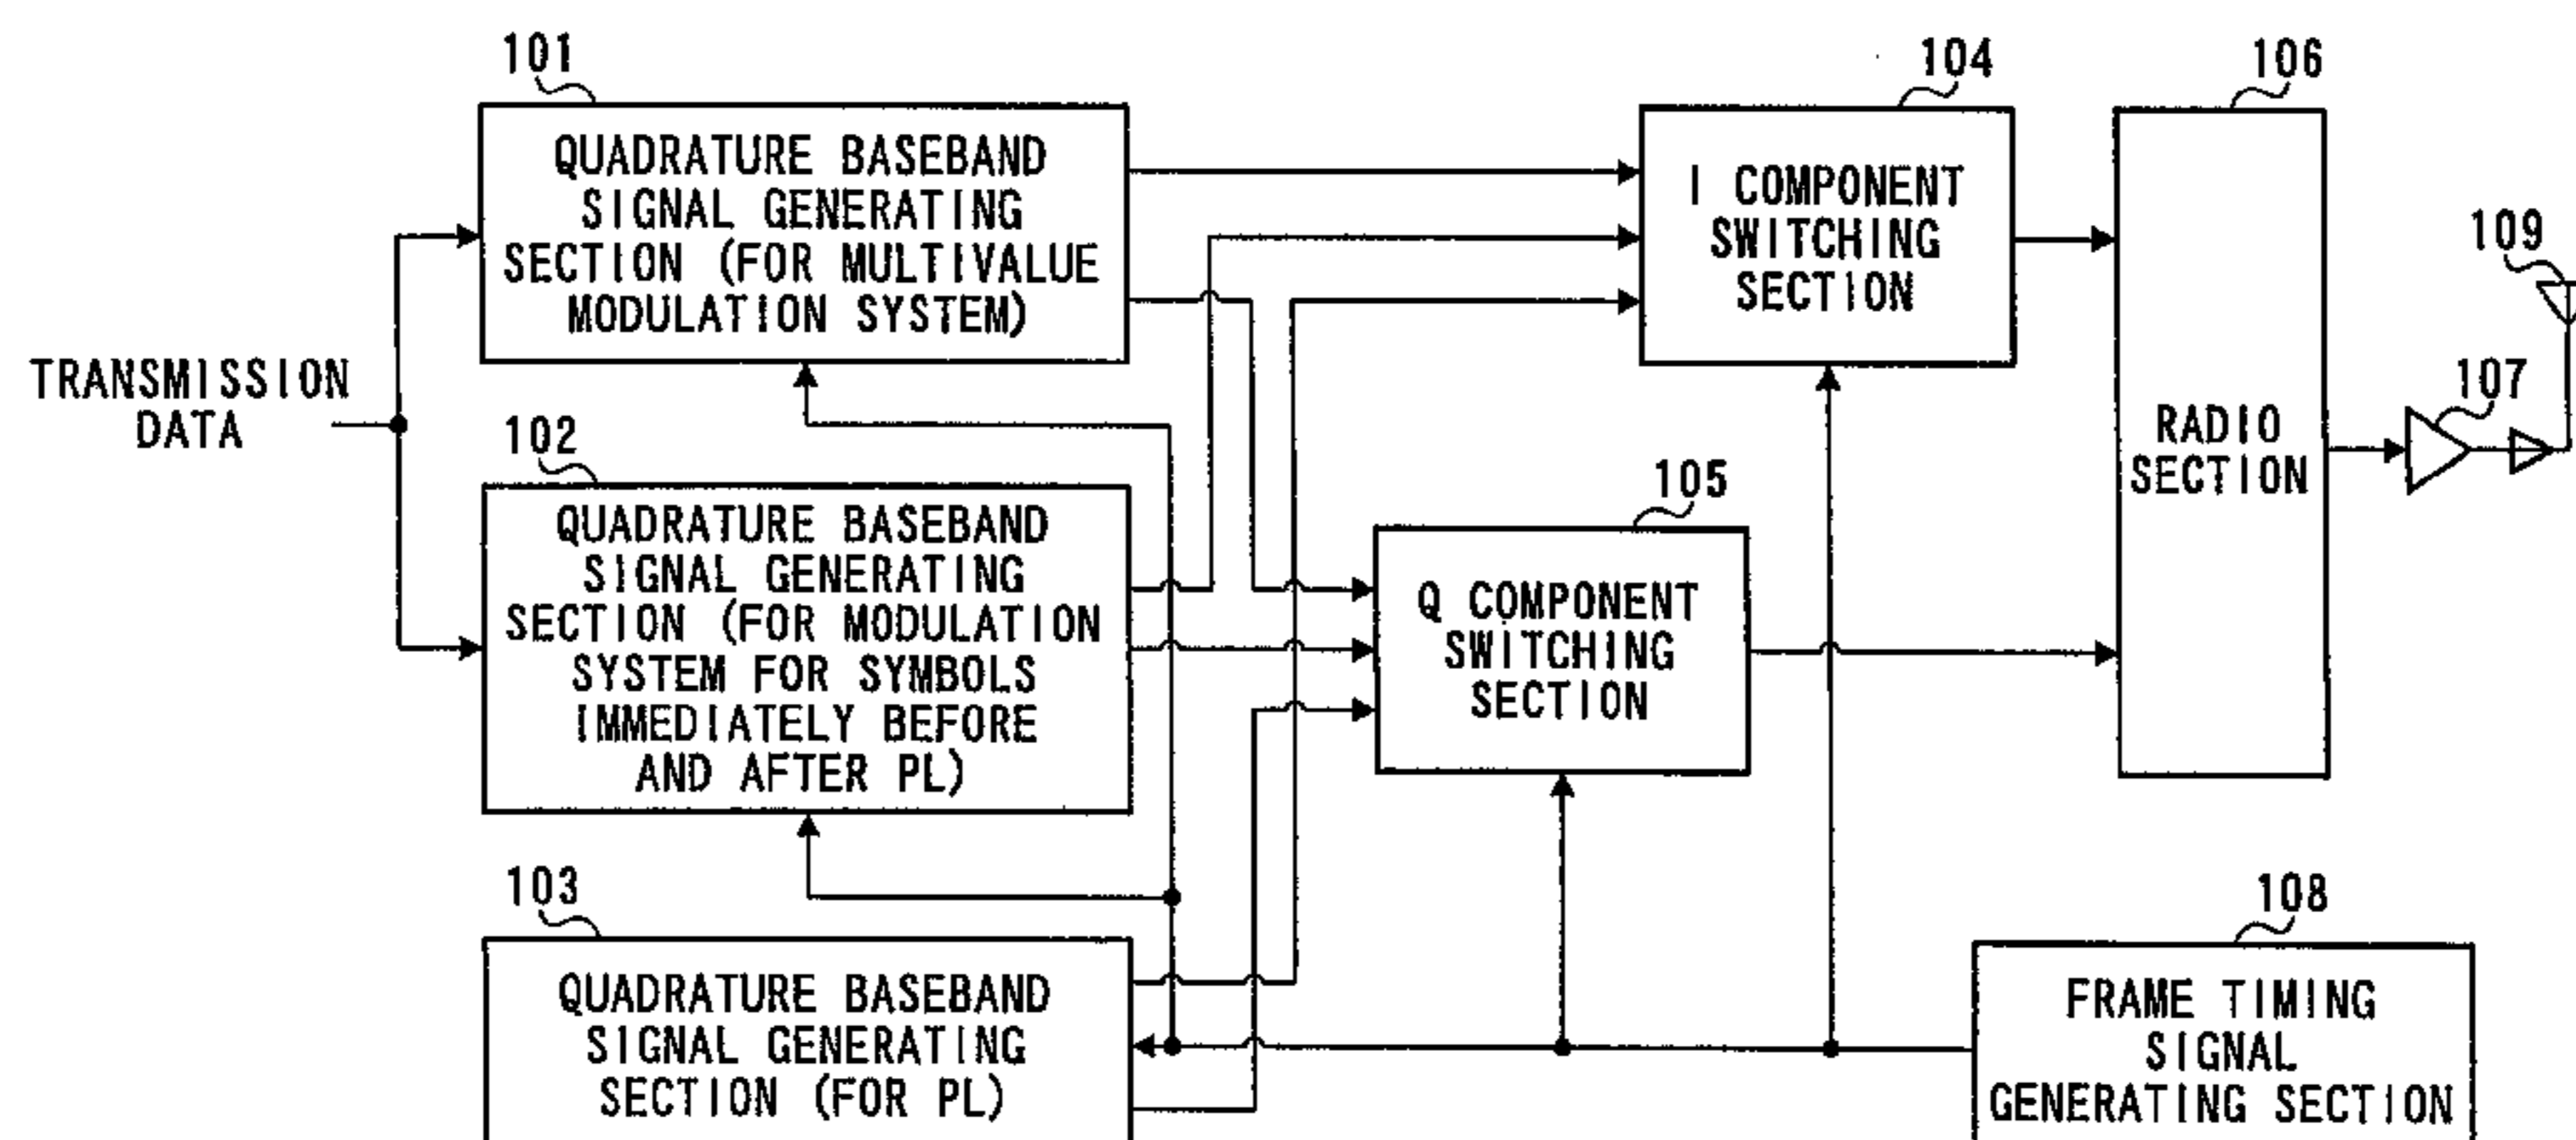 101
QUADRATURE BASEBAND
SIGNAL GENERATING
SECTION (FOR MULTIVALUE
MODULATION SYSTEM)
104
I COMPONENT
SWITCHING
SECTION
106
RADIO
SECTION
109
107
TRANSMISSION
DATA
102
QUADRATURE BASEBAND
SIGNAL GENERATING
SECTION (FOR MODULATION
SYSTEM FOR SYMBOLS
IMMEDIATELY BEFORE
AND AFTER PL)
105
Q COMPONENT
SWITCHING
SECTION
103
QUADRATURE BASEBAND
SIGNAL GENERATING
SECTION (FOR PL)
108
FRAME TIMING
SIGNAL
GENERATING SECTION